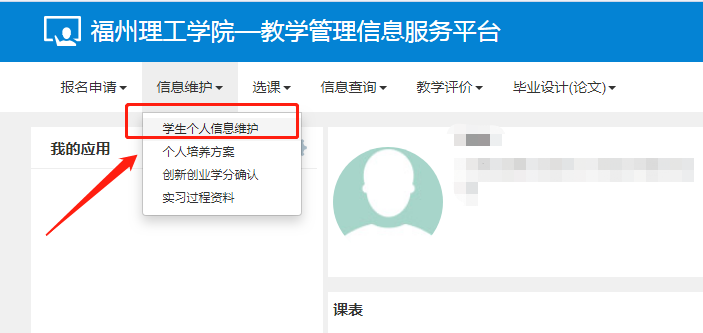 福州理工学院—教学管理信息服务平台
报名申请 信息维护 选课 信息查询 教学评价 毕业设计(论文)
学生个人信息维护
我的应用
个人培养方案
创新创业学分确认
实习过程资料
课表